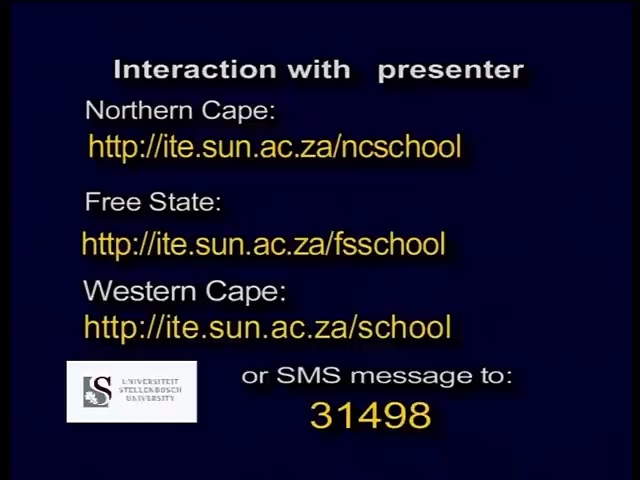 Interaction with presenter
Northern Cape:
http://ite.sun.ac.za/ncschool
Free State:
http://ite.sun.ac.za/fsschool
Western Cape:
http://ite.sun.ac.za/school
or SMS message to:
31498
UNIVERSITEIT
STELLENBOSCH
UNIVERSITY